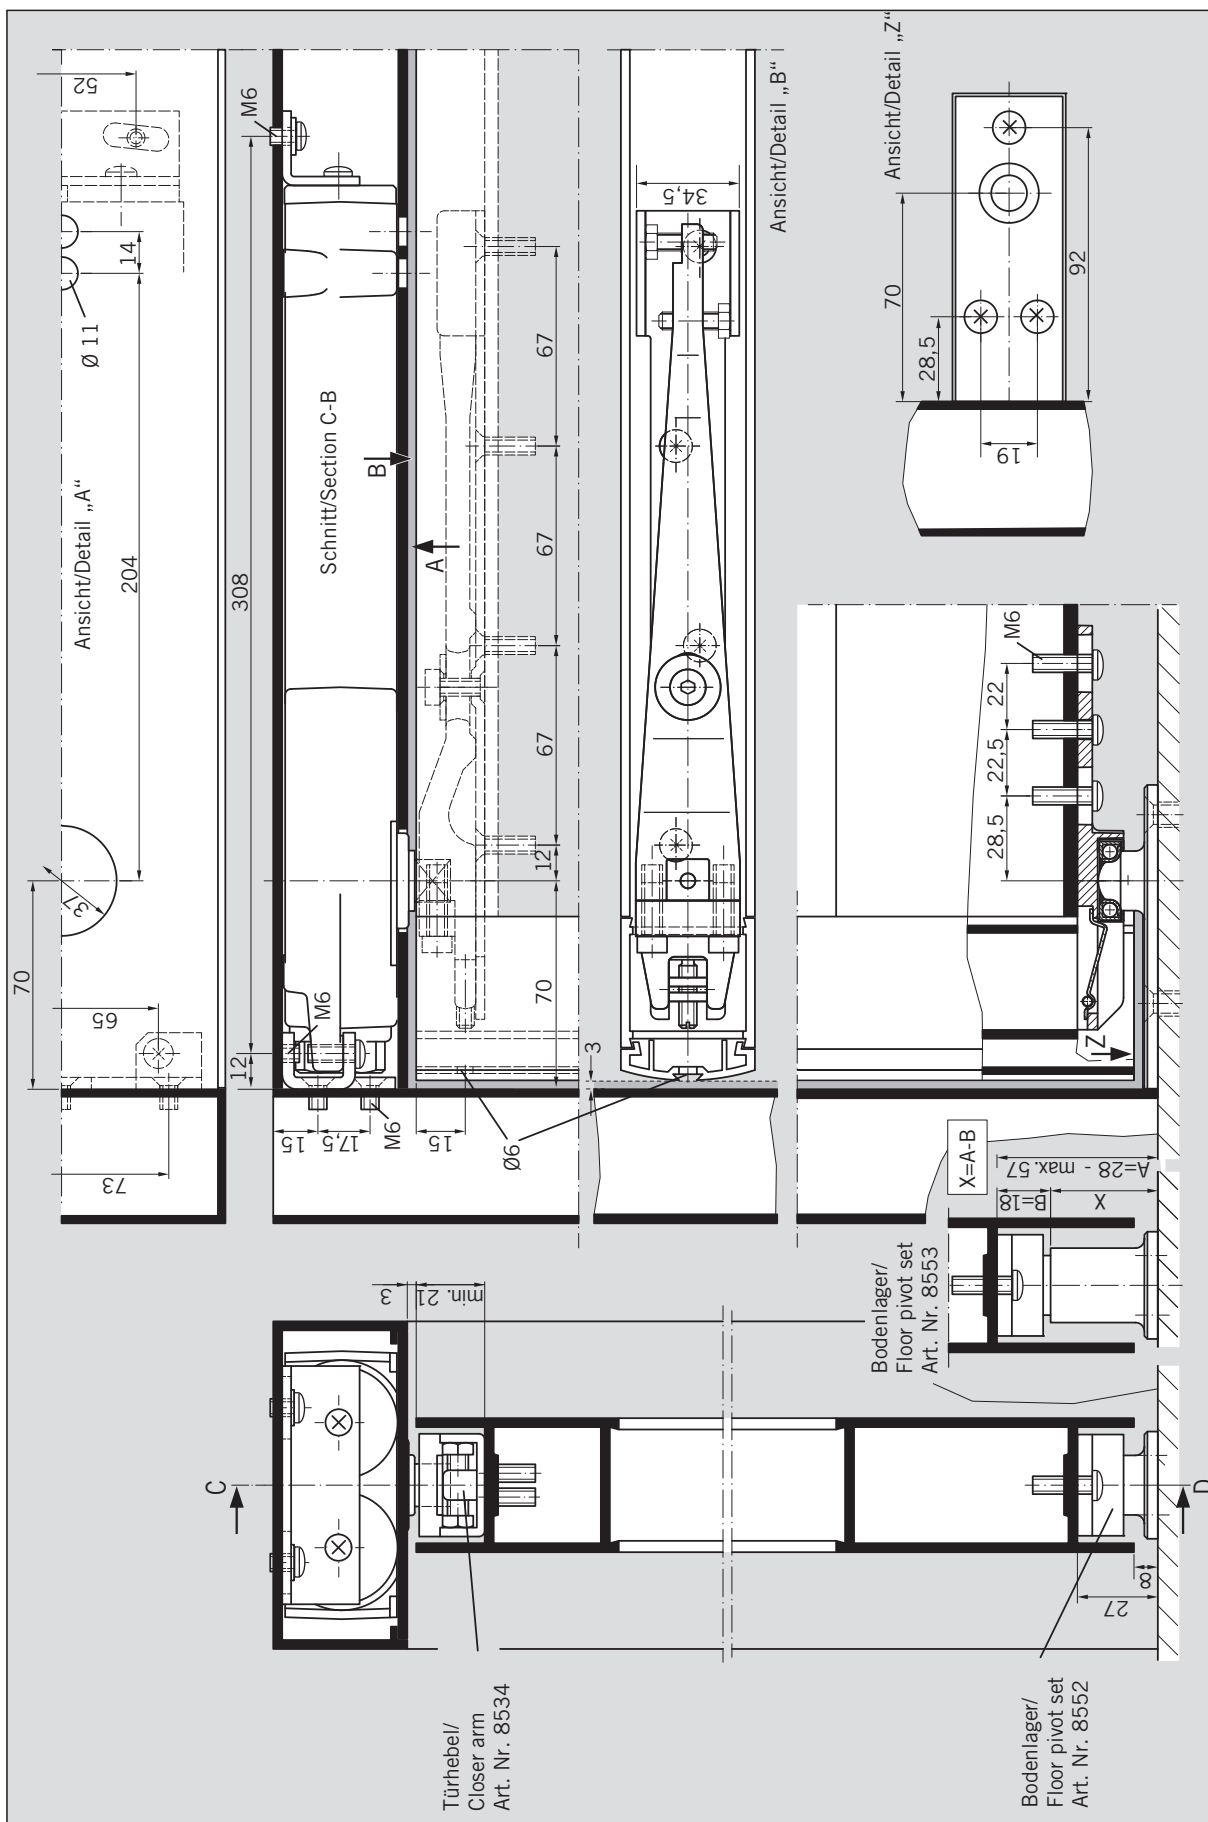 Ansicht/Detail „A“
70
65
73
37
204
Ø 11
14
52
308
12
M6
M6
M6
15
17,5
Schnitt/Section C-B
B
A
67
67
67
12
70
15
Ø6
3
Ansicht/Detail „B“
34,5
Ansicht/Detail „Z“
70
28,5
92
19
M6
22
22,5
28,5
Z
X=A-B
A=28 - max.57
B=18
X
Bodenlager/
Floor pivot set
Art. Nr. 8553
3
min. 21
C
D
8
27
Türhebel/
Closer arm
Art. Nr. 8534
Bodenlager/
Floor pivot set
Art. Nr. 8552